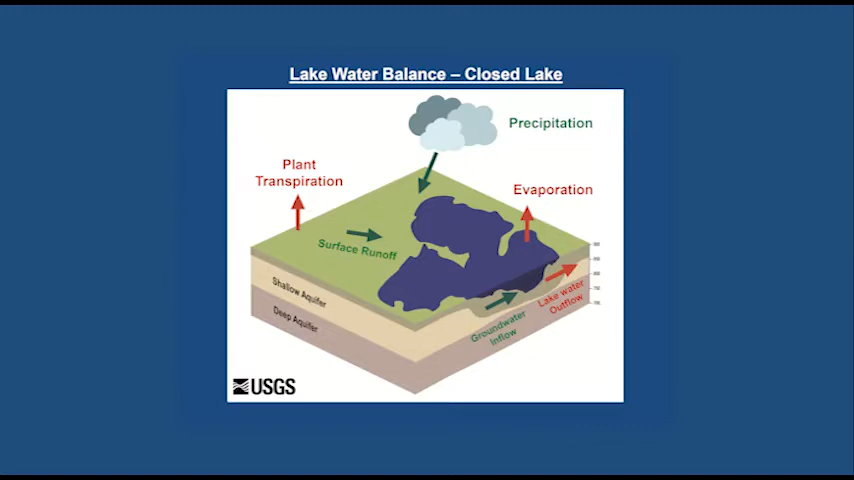 Lake Water Balance – Closed Lake
Precipitation
Plant
Transpiration
Evaporation
Surface Runoff
Shallow Aquifer
Deep Aquifer
Groundwater
Inflow
Lake water
Outflow
USGS